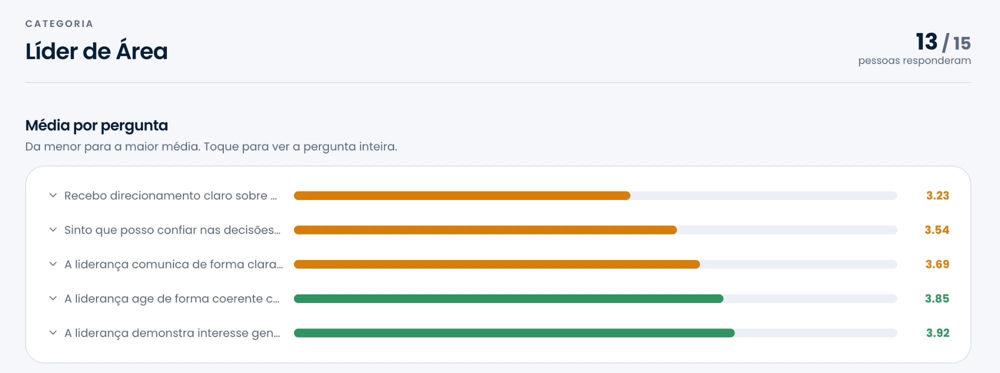 CATEGORIA
Líder de Área
13 / 15
pessoas responderam
Média por pergunta
Da menor para a maior média. Toque para ver a pergunta inteira.
Recebo direcionamento claro sobre ... 3.23
Sinto que posso confiar nas decisões... 3.54
A liderança comunica de forma clara... 3.69
A liderança age de forma coerente c... 3.85
A liderança demonstra interesse gen... 3.92